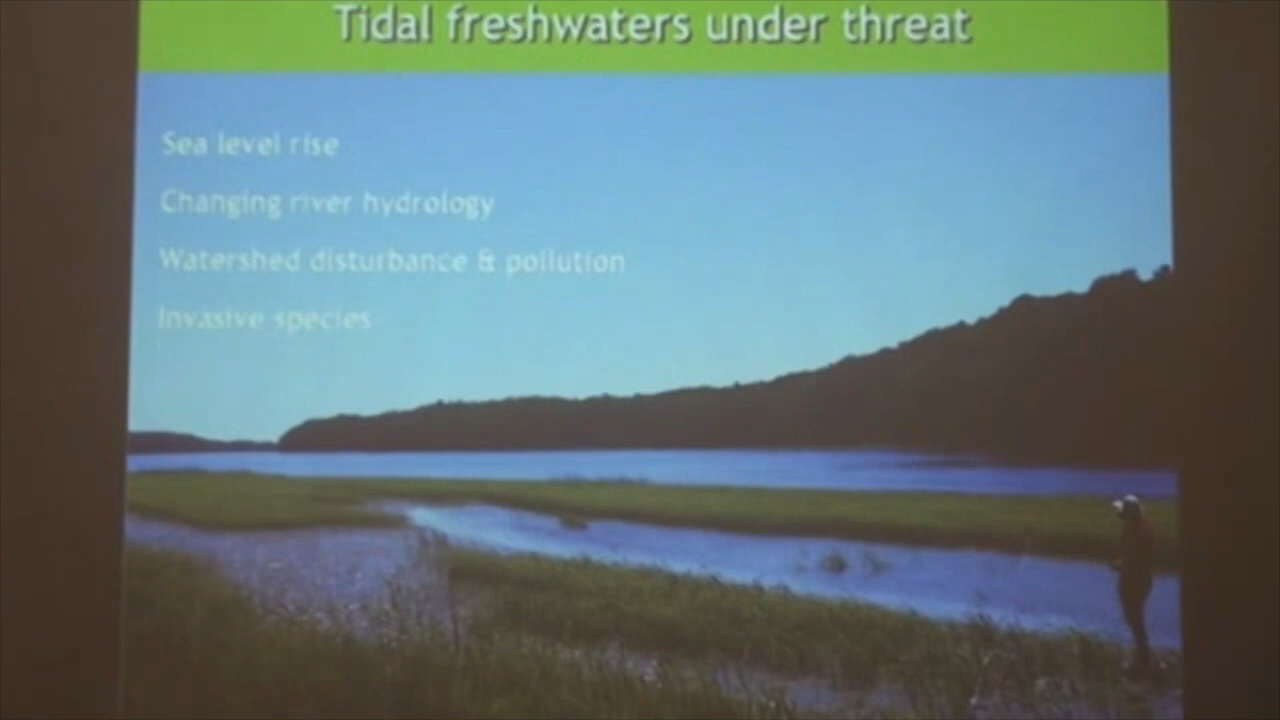 Tidal freshwaters under threat
Sea level rise
Changing river hydrology
Watershed disturbance & pollution
Invasive species